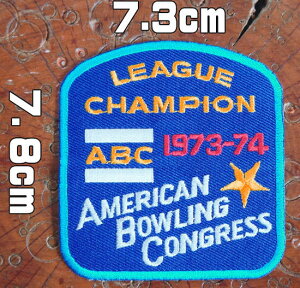 7.3cm
7.8cm
LEAGUE
CHAMPION
ABC 1973-74
AMERICAN
BOWLING
CONGRESS